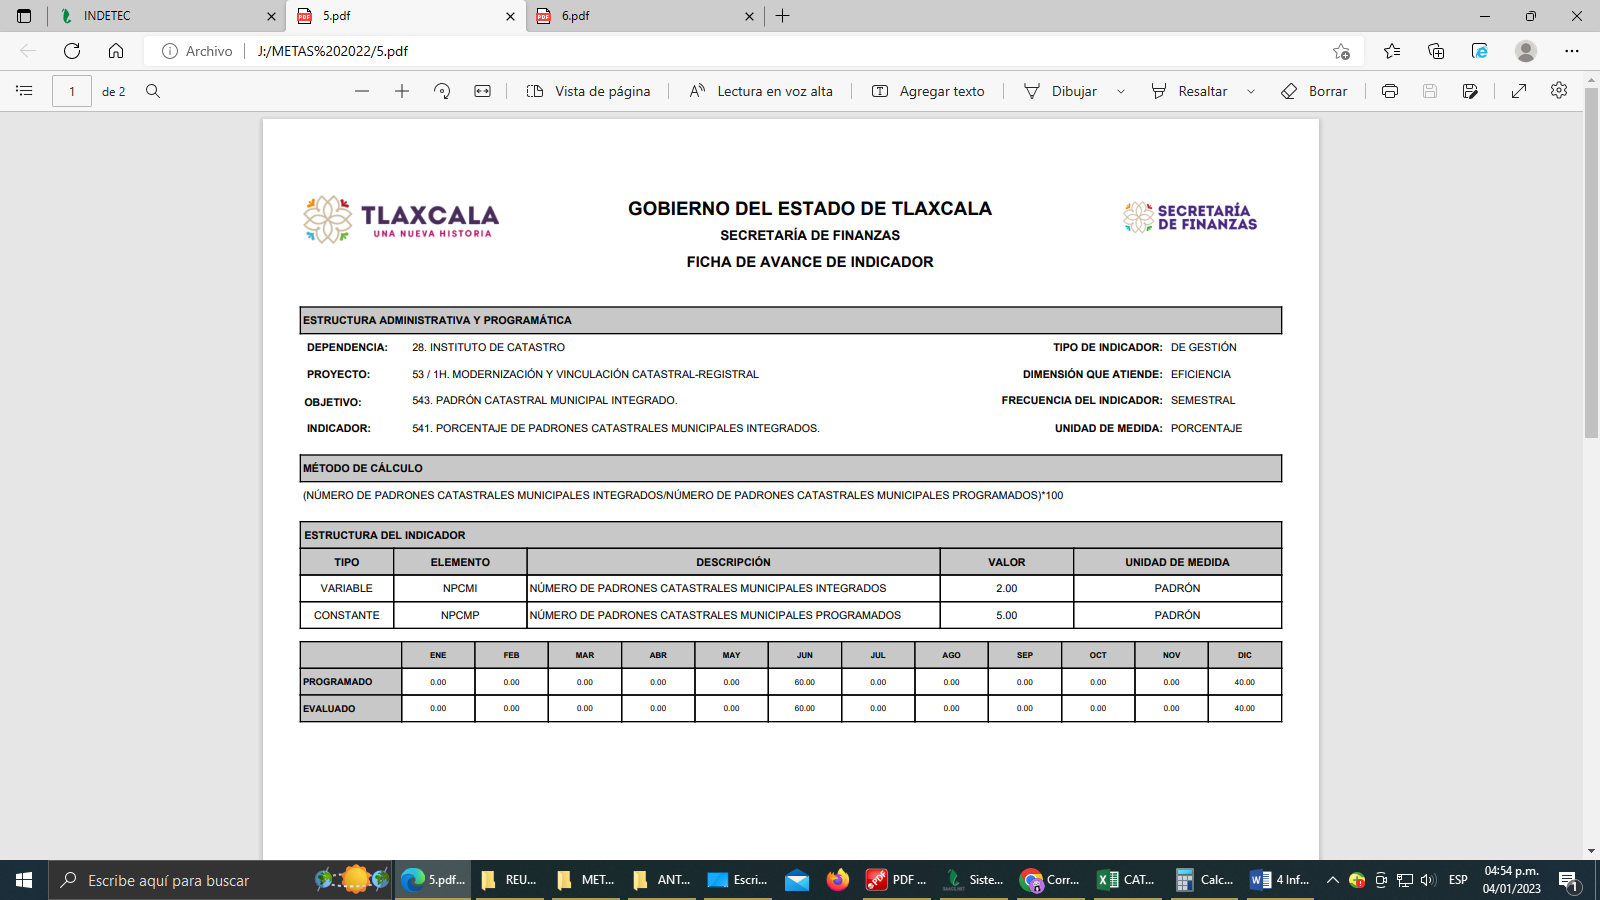 INDETEC
5.pdf
6.pdf
Archivo
J:/METAS%202022/5.pdf
1 de 2
Vista de página
Lectura en voz alta
Agregar texto
Dibujar
Resaltar
Borrar
TLAXCALA
UNA NUEVA HISTORIA
GOBIERNO DEL ESTADO DE TLAXCALA
SECRETARÍA DE FINANZAS
FICHA DE AVANCE DE INDICADOR
SECRETARÍA
DE FINANZAS
ESTRUCTURA ADMINISTRATIVA Y PROGRAMÁTICA
DEPENDENCIA: 28. INSTITUTO DE CATASTRO TIPO DE INDICADOR: DE GESTIÓN
PROYECTO: 53 / 1H. MODERNIZACIÓN Y VINCULACIÓN CATASTRAL-REGISTRAL DIMENSIÓN QUE ATIENDE: EFICIENCIA
OBJETIVO: 543. PADRÓN CATASTRAL MUNICIPAL INTEGRADO. FRECUENCIA DEL INDICADOR: SEMESTRAL
INDICADOR: 541. PORCENTAJE DE PADRONES CATASTRALES MUNICIPALES INTEGRADOS. UNIDAD DE MEDIDA: PORCENTAJE
MÉTODO DE CÁLCULO
(NÚMERO DE PADRONES CATASTRALES MUNICIPALES INTEGRADOS/NÚMERO DE PADRONES CATASTRALES MUNICIPALES PROGRAMADOS)*100
ESTRUCTURA DEL INDICADOR
TIPO ELEMENTO DESCRIPCIÓN VALOR UNIDAD DE MEDIDA
VARIABLE NPCMI NÚMERO DE PADRONES CATASTRALES MUNICIPALES INTEGRADOS 2.00 PADRÓN
CONSTANTE NPCMP NÚMERO DE PADRONES CATASTRALES MUNICIPALES PROGRAMADOS 5.00 PADRÓN
ENE FEB MAR ABR MAY JUN JUL AGO SEP OCT NOV DIC
PROGRAMADO 0.00 0.00 0.00 0.00 0.00 60.00 0.00 0.00 0.00 0.00 0.00 40.00
EVALUADO 0.00 0.00 0.00 0.00 0.00 60.00 0.00 0.00 0.00 0.00 0.00 40.00
Escribe aquí para buscar
5.pdf...
REU...
MET...
ANT...
Escri...
PDF ...
Siste...
Corr...
CAT...
Calc...
4 Inf...
ESP
04:54 p.m.
04/01/2023
1